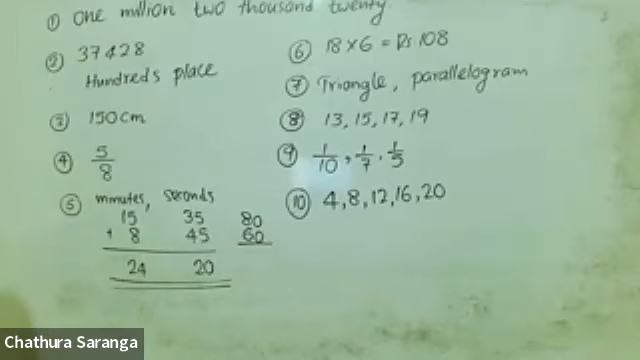 ① One million two thousand twenty.
② 37428
Hundreds place
③ 150cm
④ 5/8
⑤ minutes, seconds
15 35 80
+ 8 45 60
24 20
⑥ 18 × 6 = Rs 108
⑦ Triangle, parallelogram
⑧ 13, 15, 17, 19
⑨ 1/10, 1/7, 1/5
⑩ 4, 8, 12, 16, 20
Chathura Saranga